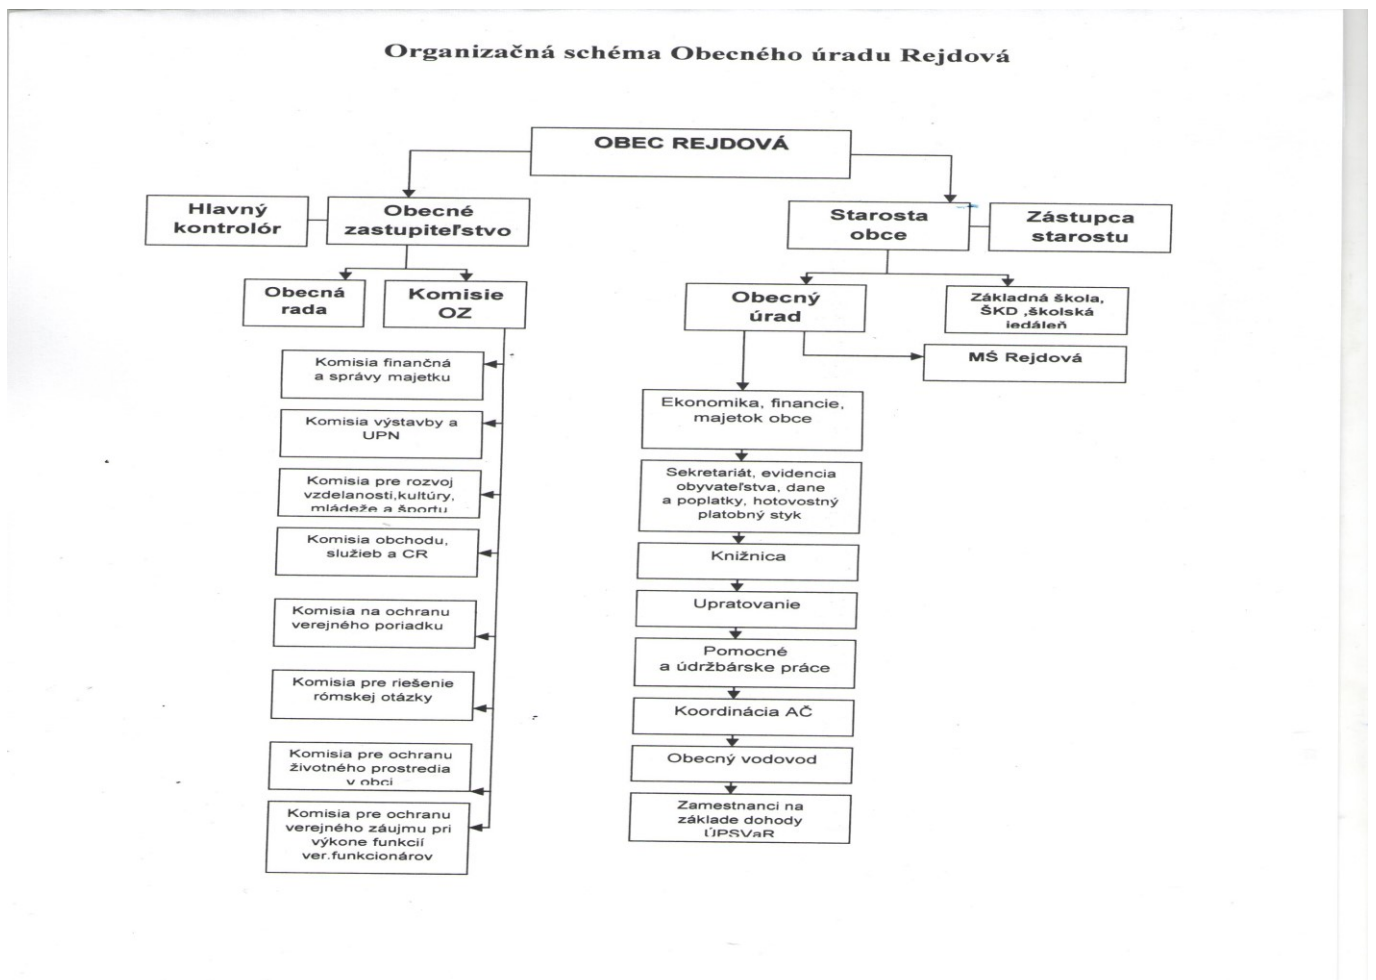 Organizačná schéma Obecného úradu Rejdová
OBEC REJDOVÁ
Hlavný
kontrolór
Obecné
zastupiteľstvo
Starosta
obce
Zástupca
starostu
Obecná
rada
Komisie
OZ
Obecný
úrad
Základná škola,
ŠKD ,školská
jedáleň
MŠ Rejdová
Komisia finančná
a správy majetku
Komisia výstavby a
UPN
Komisia pre rozvoj
vzdelanosti,kultúry,
mládeže a športu
Komisia obchodu,
služieb a CR
Komisia na ochranu
verejného poriadku
Komisia pre riešenie
rómskej otázky
Komisia pre ochranu
životného prostredia
v obci
Komisia pre ochranu
verejného záujmu pri
výkone funkcií
ver.funkcionárov
Ekonomika, financie,
majetok obce
Sekretariát, evidencia
obyvateľstva, dane
a poplatky, hotovostný
platobný styk
Knižnica
Upratovanie
Pomocné
a údržbárske práce
Koordinácia AČ
Obecný vodovod
Zamestnanci na
základe dohody
ÚPSVaR